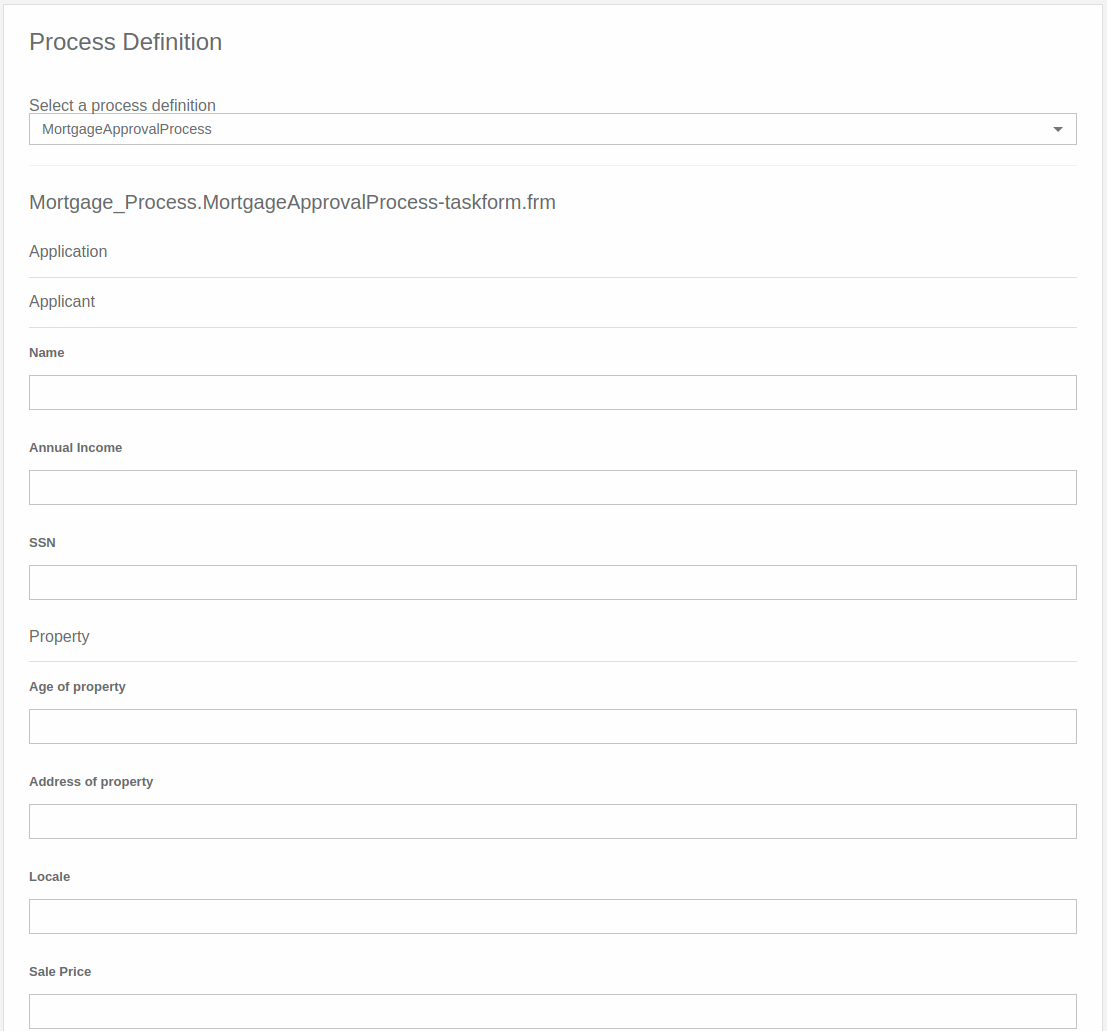 Process Definition
Select a process definition
MortgageApprovalProcess
Mortgage_Process.MortgageApprovalProcess-taskform.frm
Application
Applicant
Name
Annual Income
SSN
Property
Age of property
Address of property
Locale
Sale Price